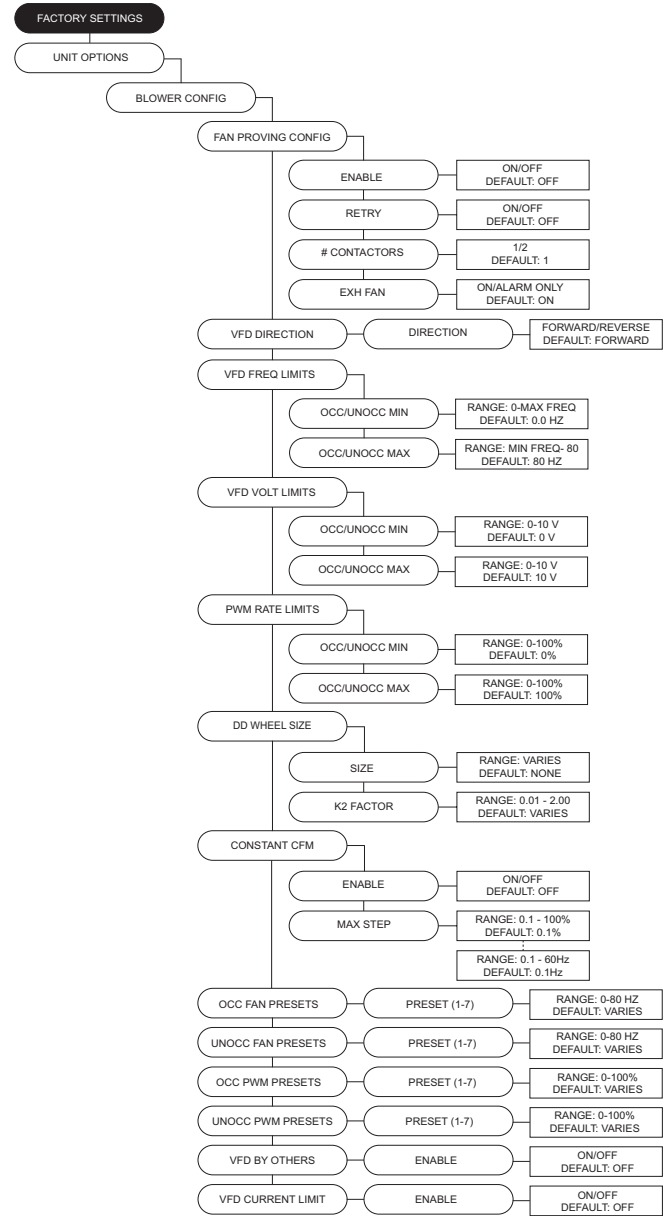 FACTORY SETTINGS
UNIT OPTIONS
BLOWER CONFIG
FAN PROVING CONFIG
ENABLE
ON/OFF
DEFAULT: OFF
RETRY
ON/OFF
DEFAULT: OFF
# CONTACTORS
1/2
DEFAULT: 1
EXH FAN
ON/ALARM ONLY
DEFAULT: ON
VFD DIRECTION
DIRECTION
FORWARD/REVERSE
DEFAULT: FORWARD
VFD FREQ LIMITS
OCC/UNOCC MIN
RANGE: 0-MAX FREQ
DEFAULT: 0.0 HZ
OCC/UNOCC MAX
RANGE: MIN FREQ- 80
DEFAULT: 80 HZ
VFD VOLT LIMITS
OCC/UNOCC MIN
RANGE: 0-10 V
DEFAULT: 0 V
OCC/UNOCC MAX
RANGE: 0-10 V
DEFAULT: 10 V
PWM RATE LIMITS
OCC/UNOCC MIN
RANGE: 0-100%
DEFAULT: 0%
OCC/UNOCC MAX
RANGE: 0-100%
DEFAULT: 100%
DD WHEEL SIZE
SIZE
RANGE: VARIES
DEFAULT: NONE
K2 FACTOR
RANGE: 0.01 - 2.00
DEFAULT: VARIES
CONSTANT CFM
ENABLE
ON/OFF
DEFAULT: OFF
MAX STEP
RANGE: 0.1 - 100%
DEFAULT: 0.1%
RANGE: 0.1 - 60Hz
DEFAULT: 0.1Hz
OCC FAN PRESETS
PRESET (1-7)
RANGE: 0-80 HZ
DEFAULT: VARIES
UNOCC FAN PRESETS
PRESET (1-7)
RANGE: 0-80 HZ
DEFAULT: VARIES
OCC PWM PRESETS
PRESET (1-7)
RANGE: 0-100%
DEFAULT: VARIES
UNOCC PWM PRESETS
PRESET (1-7)
RANGE: 0-100%
DEFAULT: VARIES
VFD BY OTHERS
ENABLE
ON/OFF
DEFAULT: OFF
VFD CURRENT LIMIT
ENABLE
ON/OFF
DEFAULT: OFF